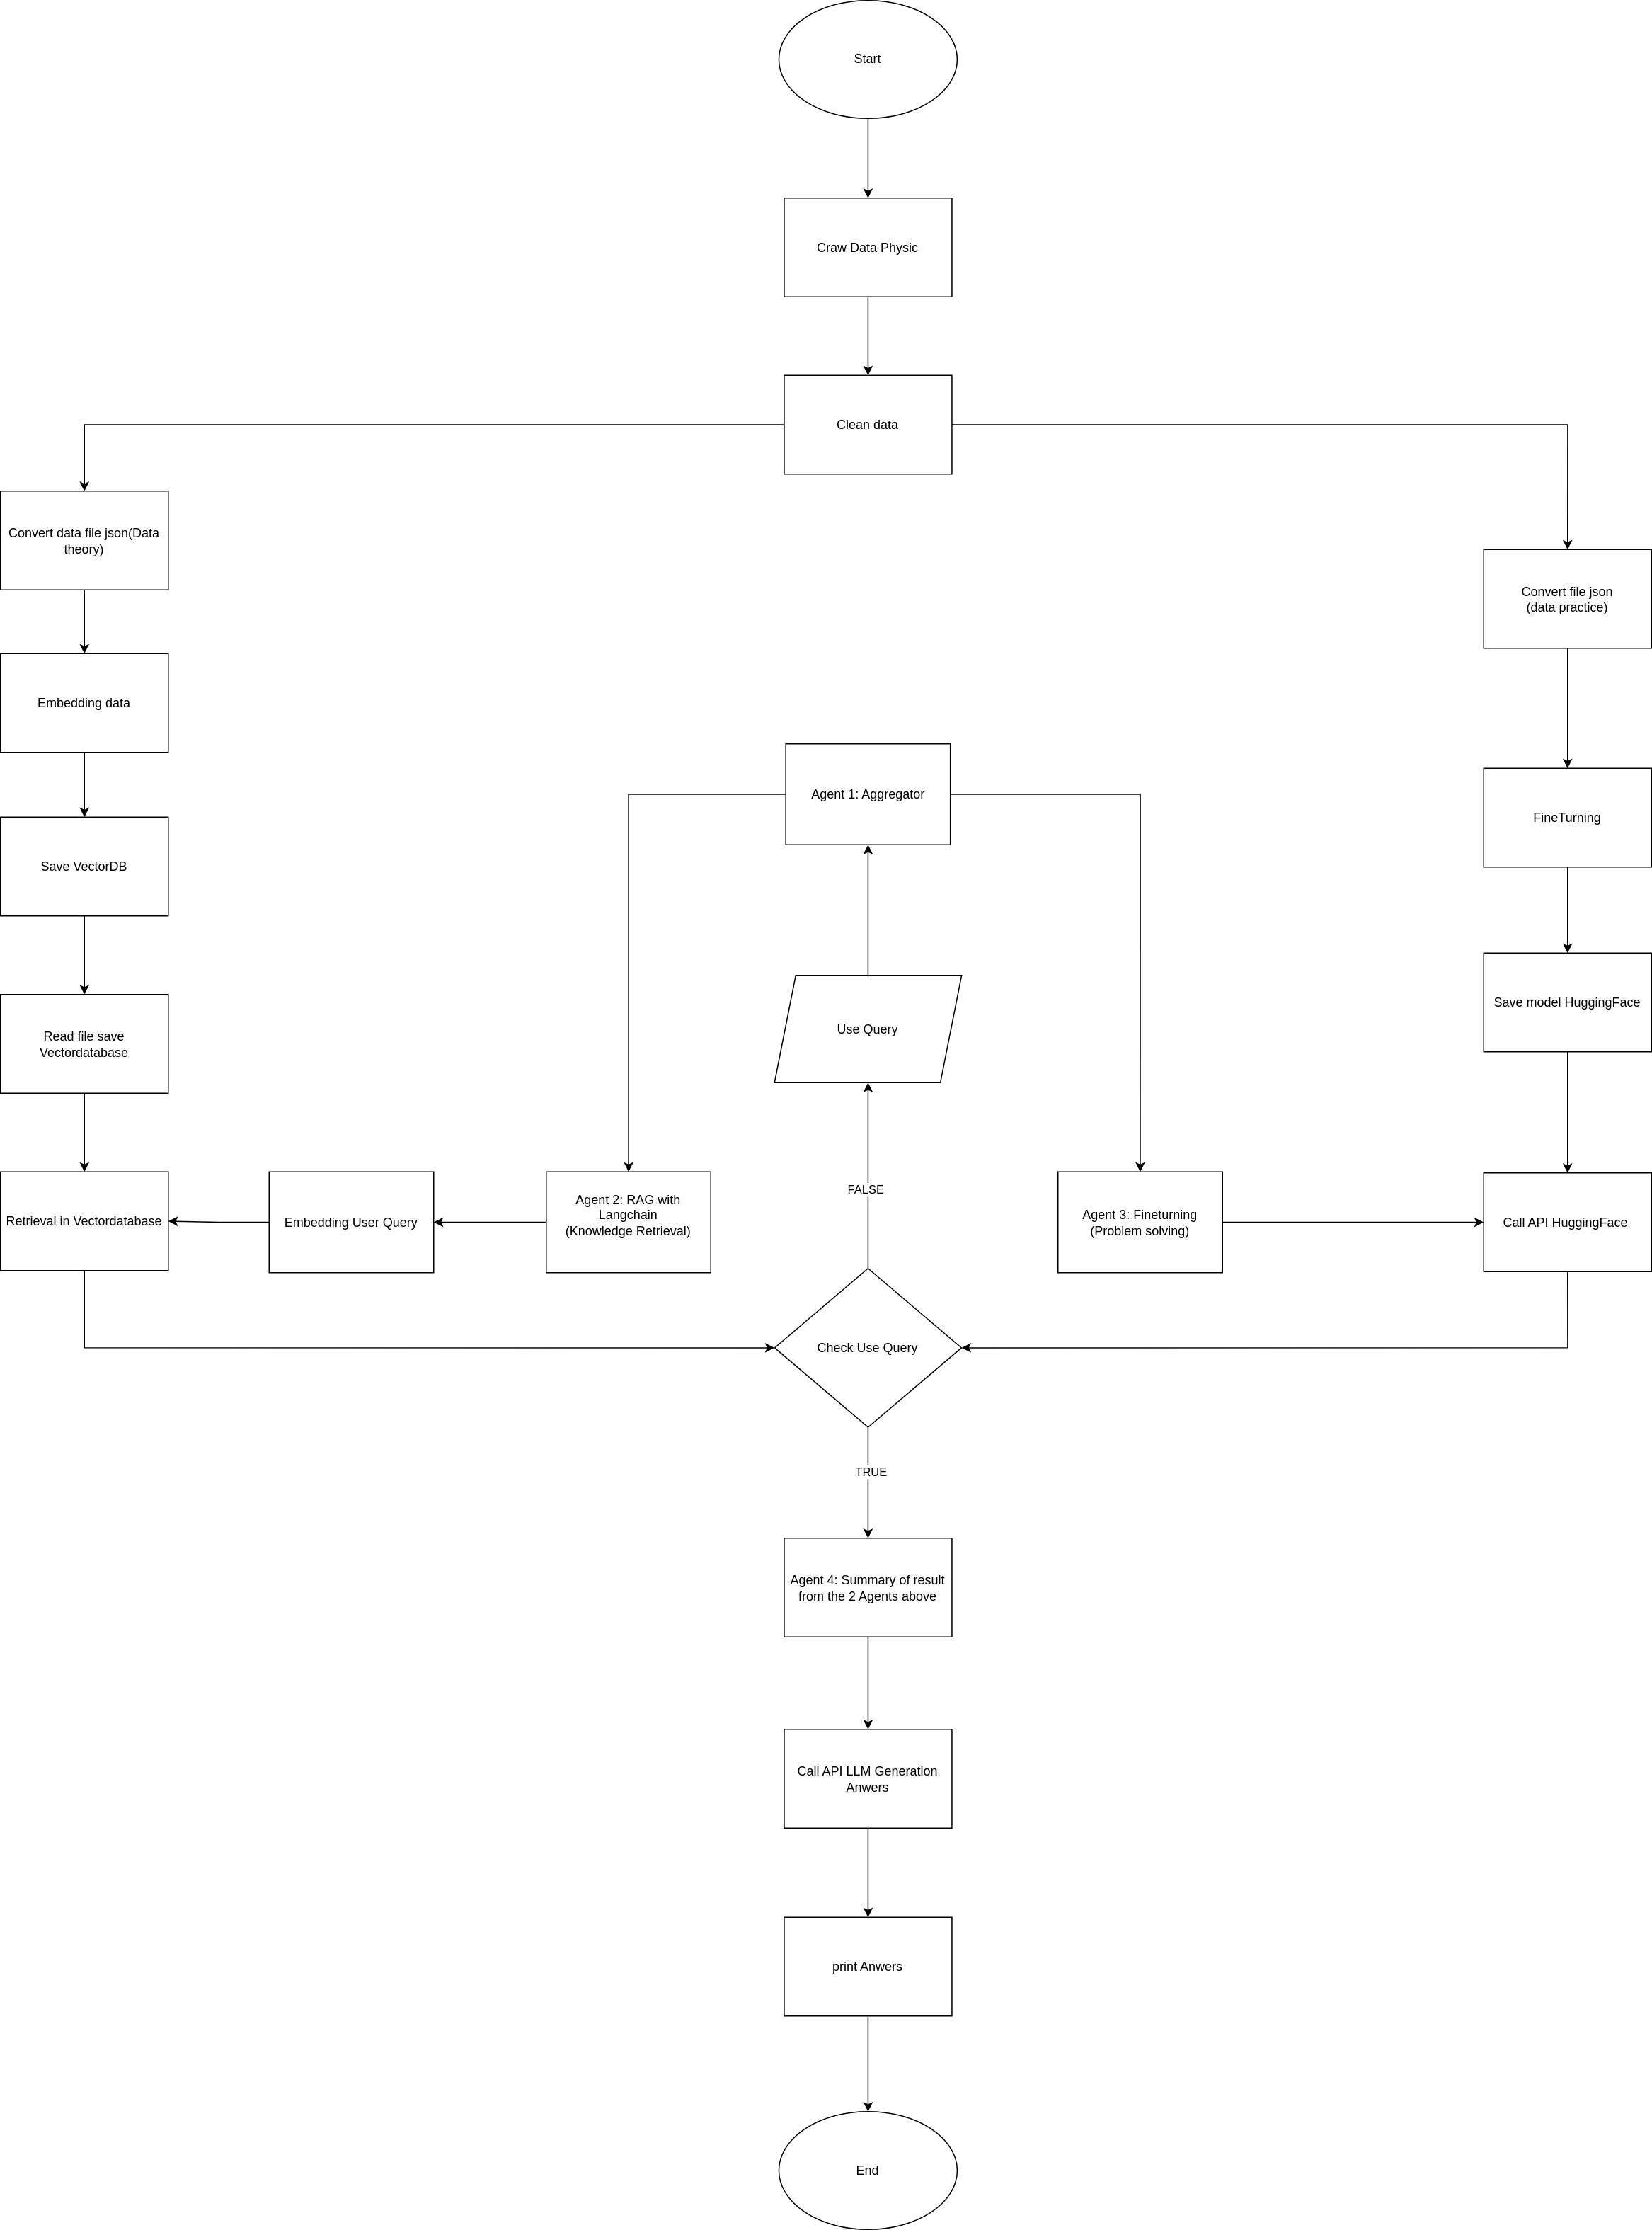 Start
Craw Data Physic
Clean data
Convert data file json(Data
theory)
Convert file json
(data practice)
Embedding data
Agent 1: Aggregator
FineTurning
Save VectorDB
Save model HuggingFace
Use Query
Read file save
Vectordatabase
FALSE
Agent 2: RAG with
Langchain
(Knowledge Retrieval)
Agent 3: Fineturning
(Problem solving)
Retrieval in Vectordatabase
Embedding User Query
Call API HuggingFace
Check Use Query
TRUE
Agent 4: Summary of result
from the 2 Agents above
Call API LLM Generation
Anwers
print Anwers
End